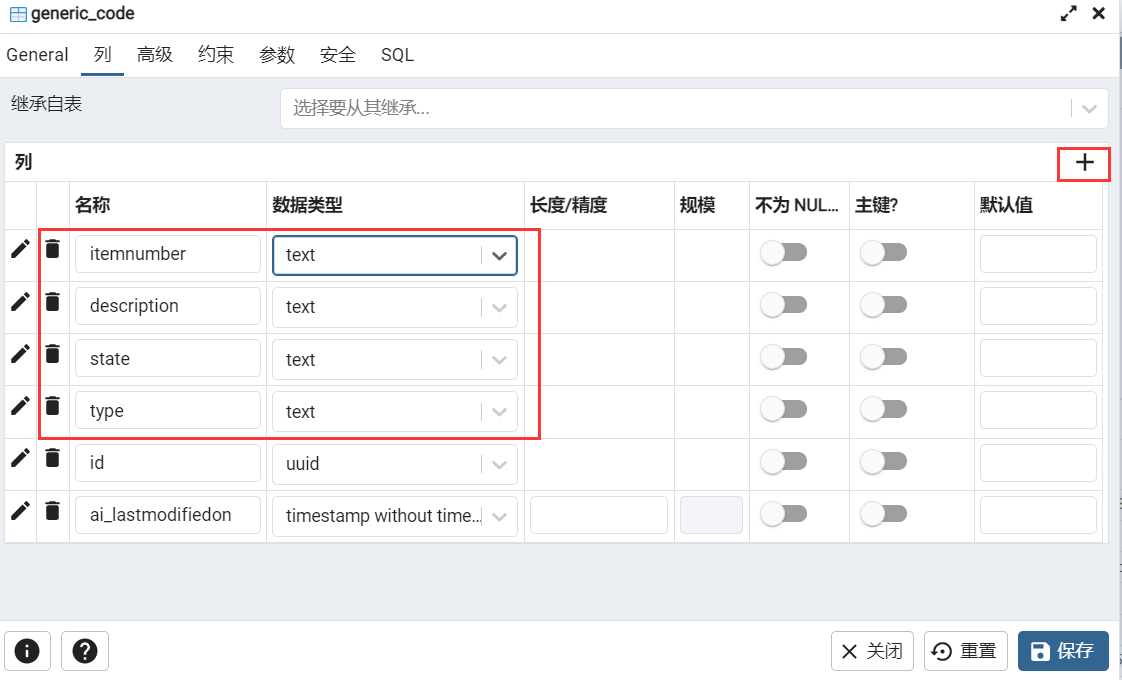 generic_code
General 列 高级 约束 参数 安全 SQL
继承自表 选择要从其继承...
列
名称 数据类型 长度/精度 规模 不为 NUL... 主键? 默认值
itemnumber text
description text
state text
type text
id uuid
ai_lastmodifiedon timestamp without time...
关闭 重置 保存